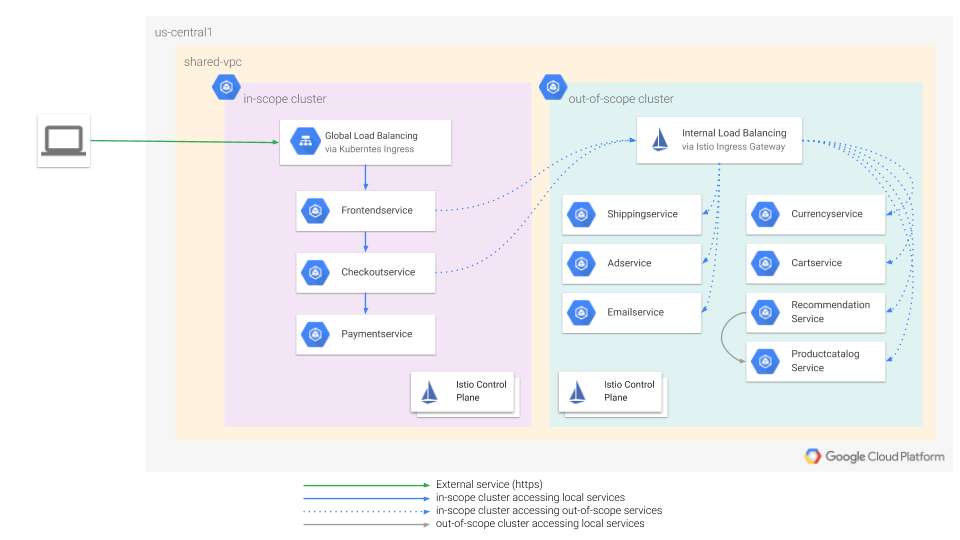 us-central1
shared-vpc
in-scope cluster
Global Load Balancing
via Kuberntes Ingress
Frontendservice
Checkoutservice
Paymentservice
Istio Control
Plane
out-of-scope cluster
Internal Load Balancing
via Istio Ingress Gateway
Shippingservice
Currencyservice
Adservice
Cartservice
Emailservice
Recommendation
Service
Productcatalog
Service
Istio Control
Plane
Google Cloud Platform
External service (https)
in-scope cluster accessing local services
in-scope cluster accessing out-of-scope services
out-of-scope cluster accessing local services